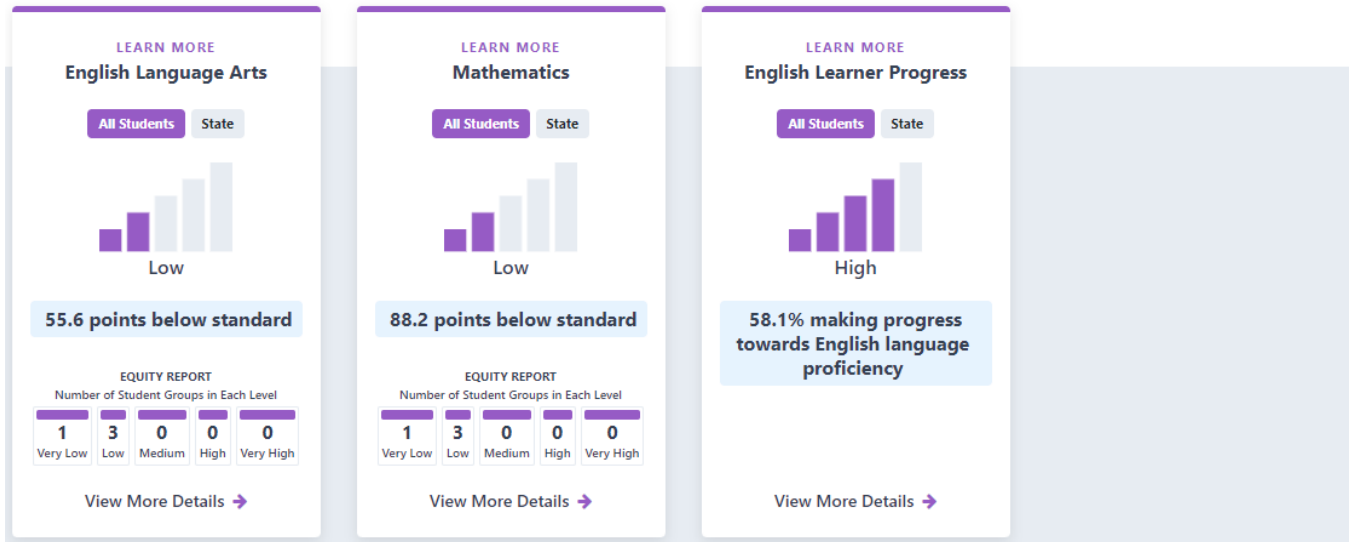 LEARN MORE
English Language Arts
All Students State
Low
55.6 points below standard
EQUITY REPORT
Number of Student Groups in Each Level
1 3 0 0 0
Very Low Low Medium High Very High
View More Details
LEARN MORE
Mathematics
All Students State
Low
88.2 points below standard
EQUITY REPORT
Number of Student Groups in Each Level
1 3 0 0 0
Very Low Low Medium High Very High
View More Details
LEARN MORE
English Learner Progress
All Students State
High
58.1% making progress
towards English language
proficiency
View More Details